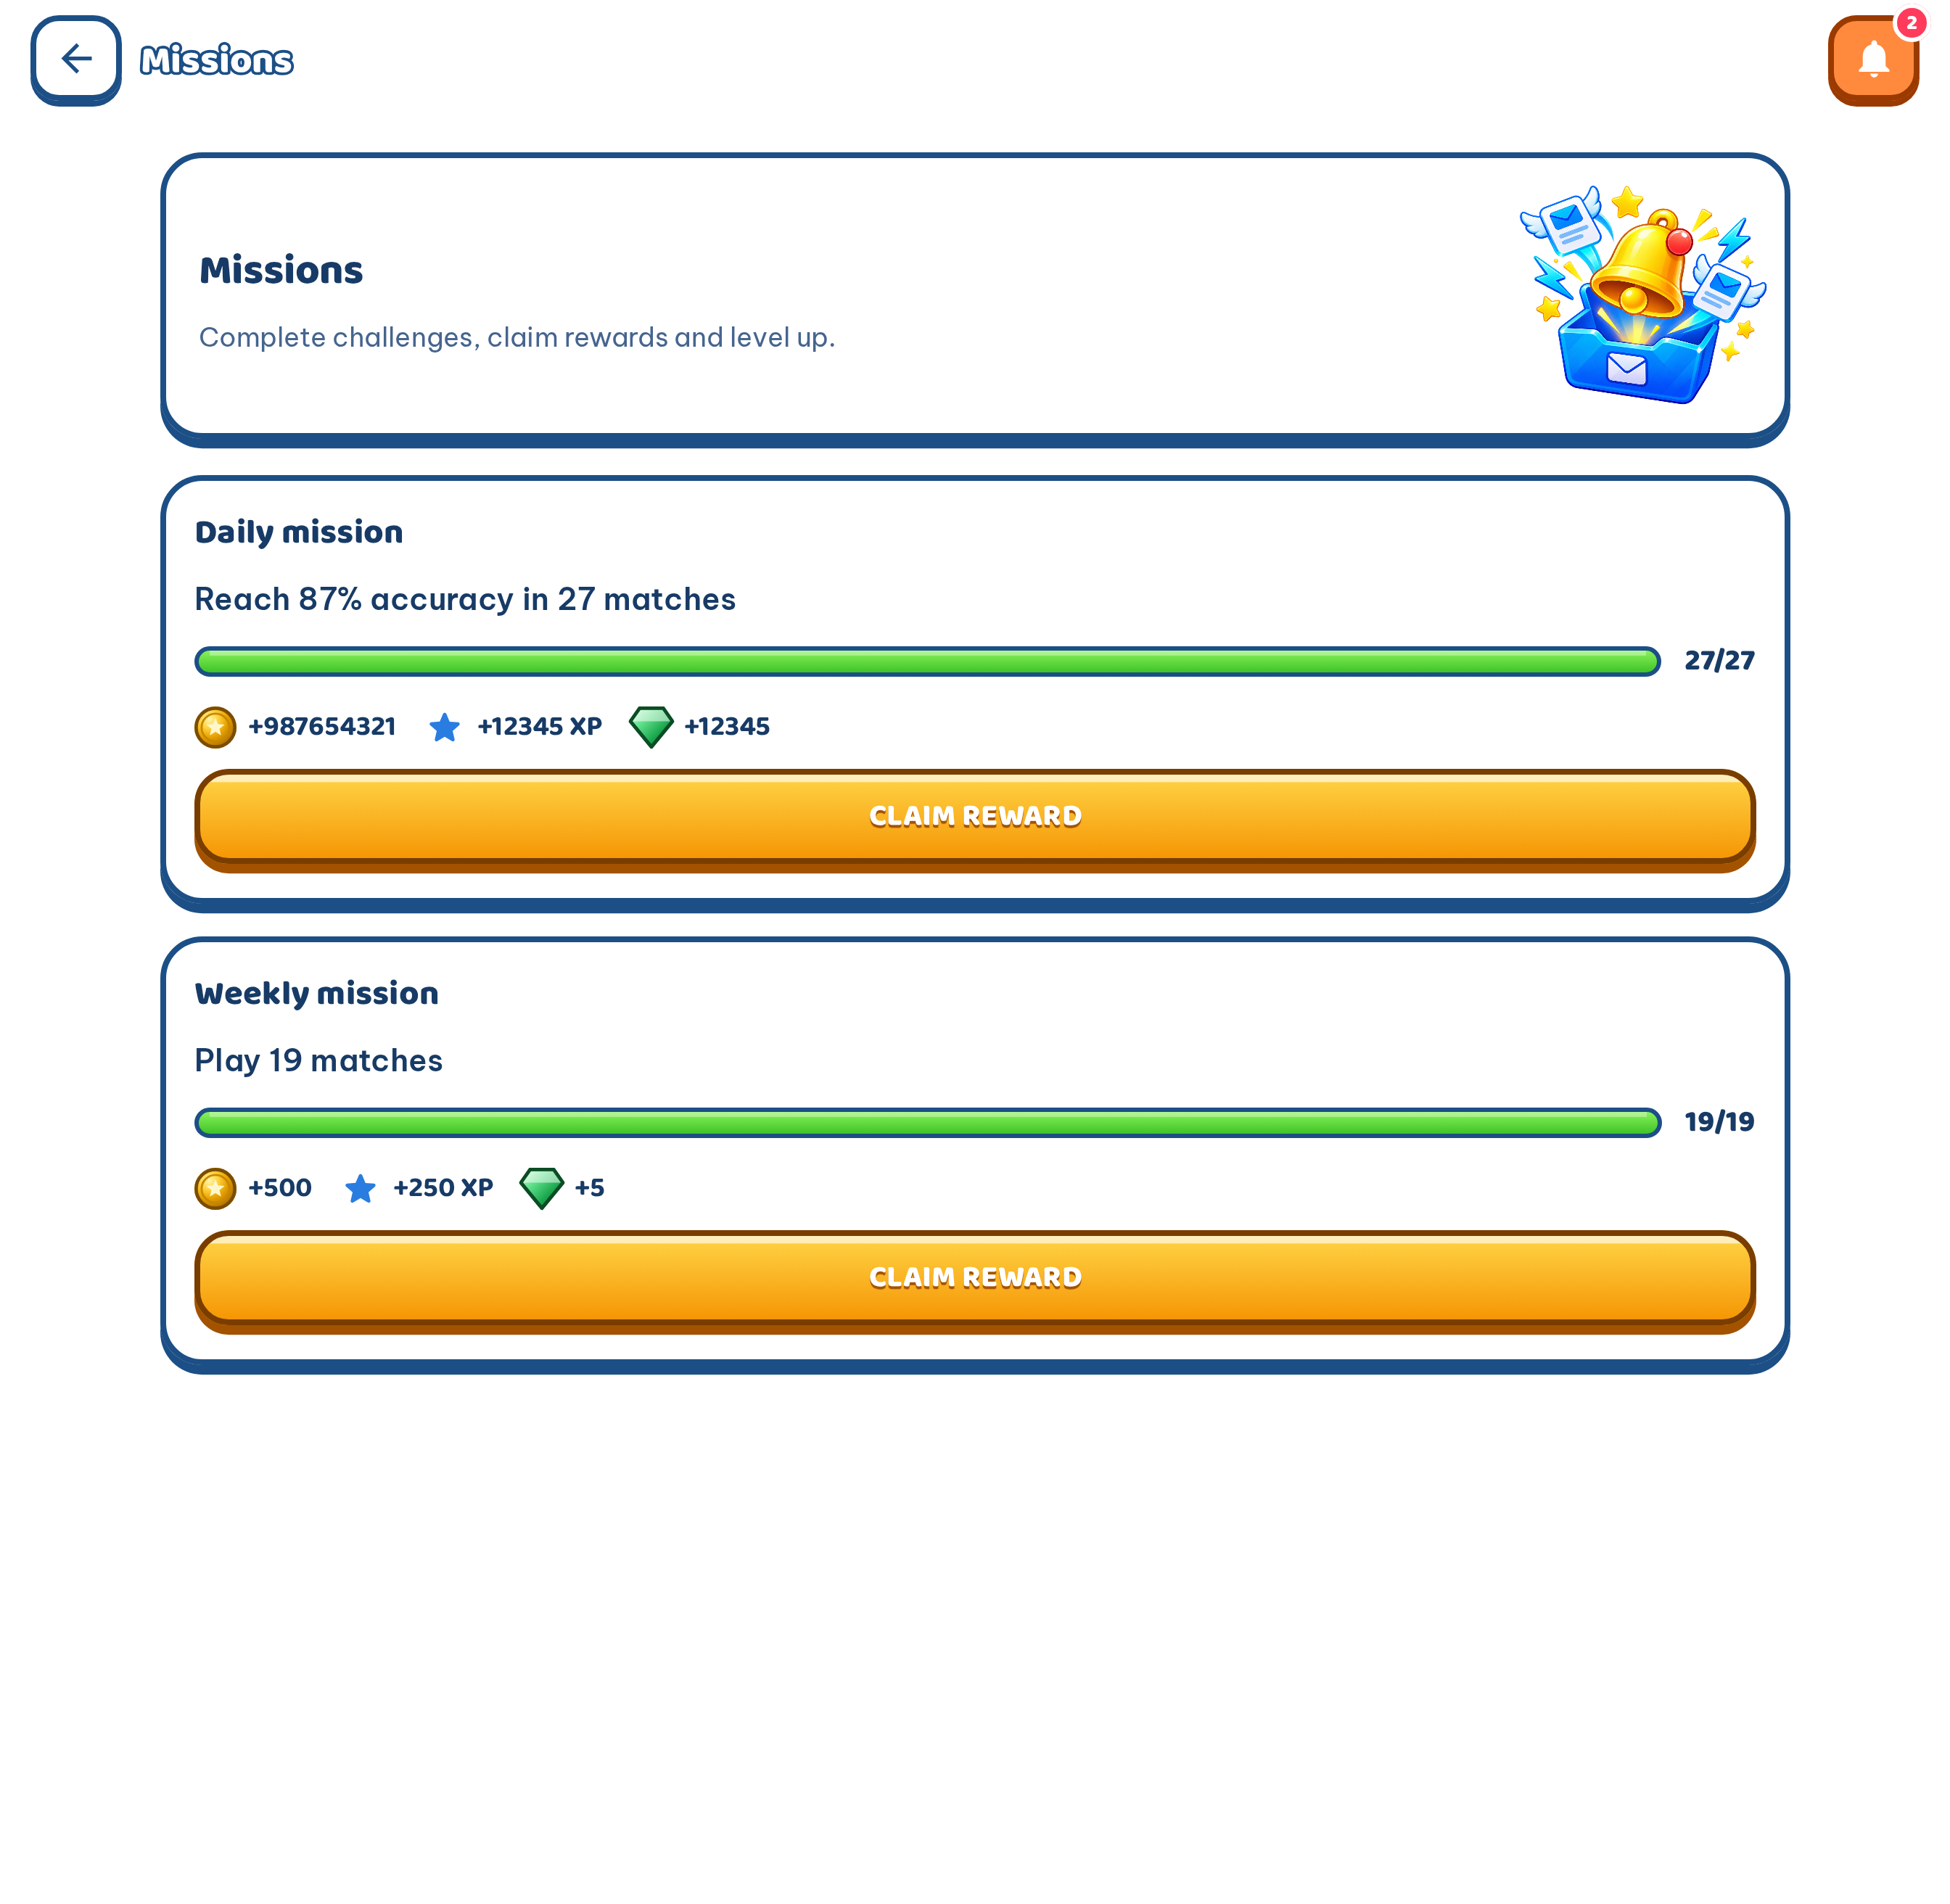 Missions
2
Missions
Complete challenges, claim rewards and level up.
Daily mission
Reach 87% accuracy in 27 matches
27/27
+987654321 +12345 XP +12345
CLAIM REWARD
Weekly mission
Play 19 matches
19/19
+500 +250 XP +5
CLAIM REWARD